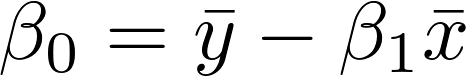 β₀ = ȳ − β₁x̄